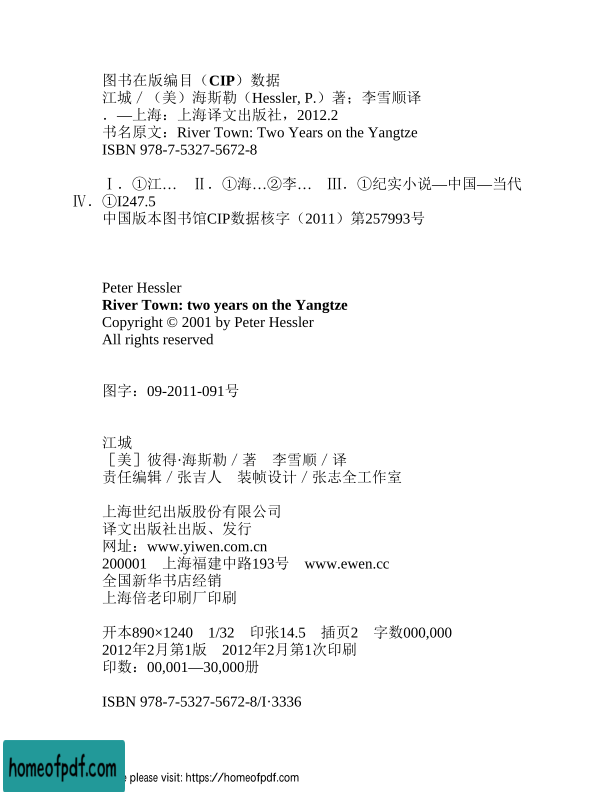 图书在版编目（CIP）数据
江城／（美）海斯勒（Hessler, P.）著；李雪顺译
．—上海：上海译文出版社，2012.2
书名原文：River Town: Two Years on the Yangtze
ISBN 978-7-5327-5672-8
Ⅰ．①江…　Ⅱ．①海…②李…　Ⅲ．①纪实小说—中国—当代
Ⅳ．①I247.5
中国版本图书馆CIP数据核字（2011）第257993号
Peter Hessler
River Town: two years on the Yangtze
Copyright © 2001 by Peter Hessler
All rights reserved
图字：09-2011-091号
江城
［美］彼得·海斯勒／著　李雪顺／译
责任编辑／张吉人　装帧设计／张志全工作室
上海世纪出版股份有限公司
译文出版社出版、发行
网址：www.yiwen.com.cn
200001　上海福建中路193号　www.ewen.cc
全国新华书店经销
上海倍老印刷厂印刷
开本890×1240　1/32　印张14.5　插页2　字数000,000
2012年2月第1版　2012年2月第1次印刷
印数：00,001—30,000册
ISBN 978-7-5327-5672-8/I·3336
homeofpdf.com
please visit: https://homeofpdf.com